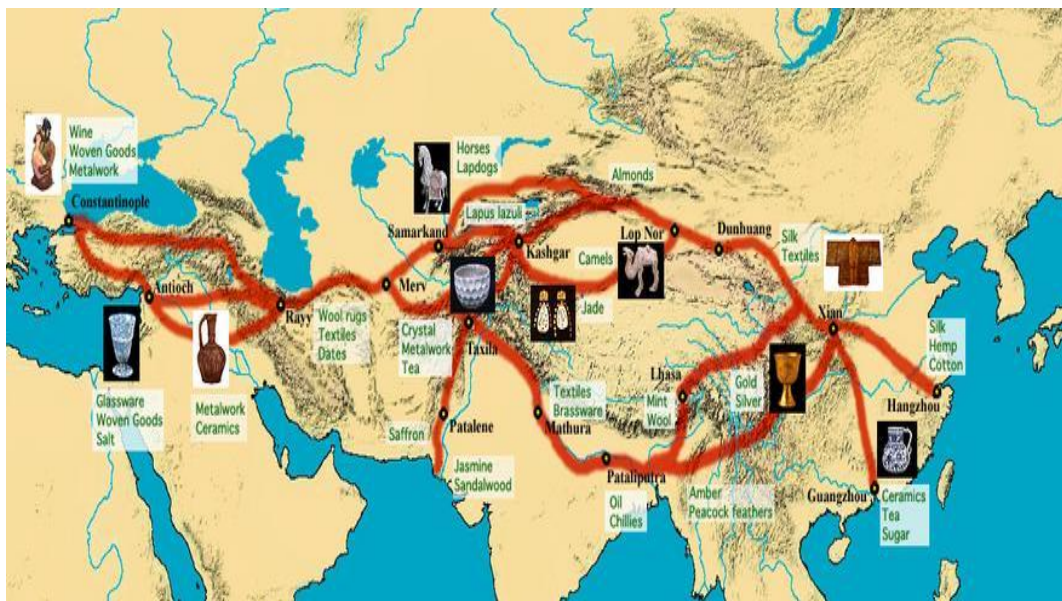 Wine
Woven Goods
Metalwork
Constantinople
Antioch
Glassware
Woven Goods
Salt
Metalwork
Ceramics
Rayy
Wool rugs
Textiles
Dates
Merv
Samarkand
Horses
Lapdogs
Lapus lazuli
Kashgar
Almonds
Camels
Jade
Lop Nor
Dunhuang
Crystal
Metalwork
Tea
Taxila
Saffron
Patalene
Jasmine
Sandalwood
Textiles
Brassware
Mathura
Pataliputra
Oil
Chillies
Lhasa
Mint
Wool
Gold
Silver
Amber
Peacock feathers
Silk
Textiles
Xian
Silk
Hemp
Cotton
Hangzhou
Guangzhou
Ceramics
Tea
Sugar